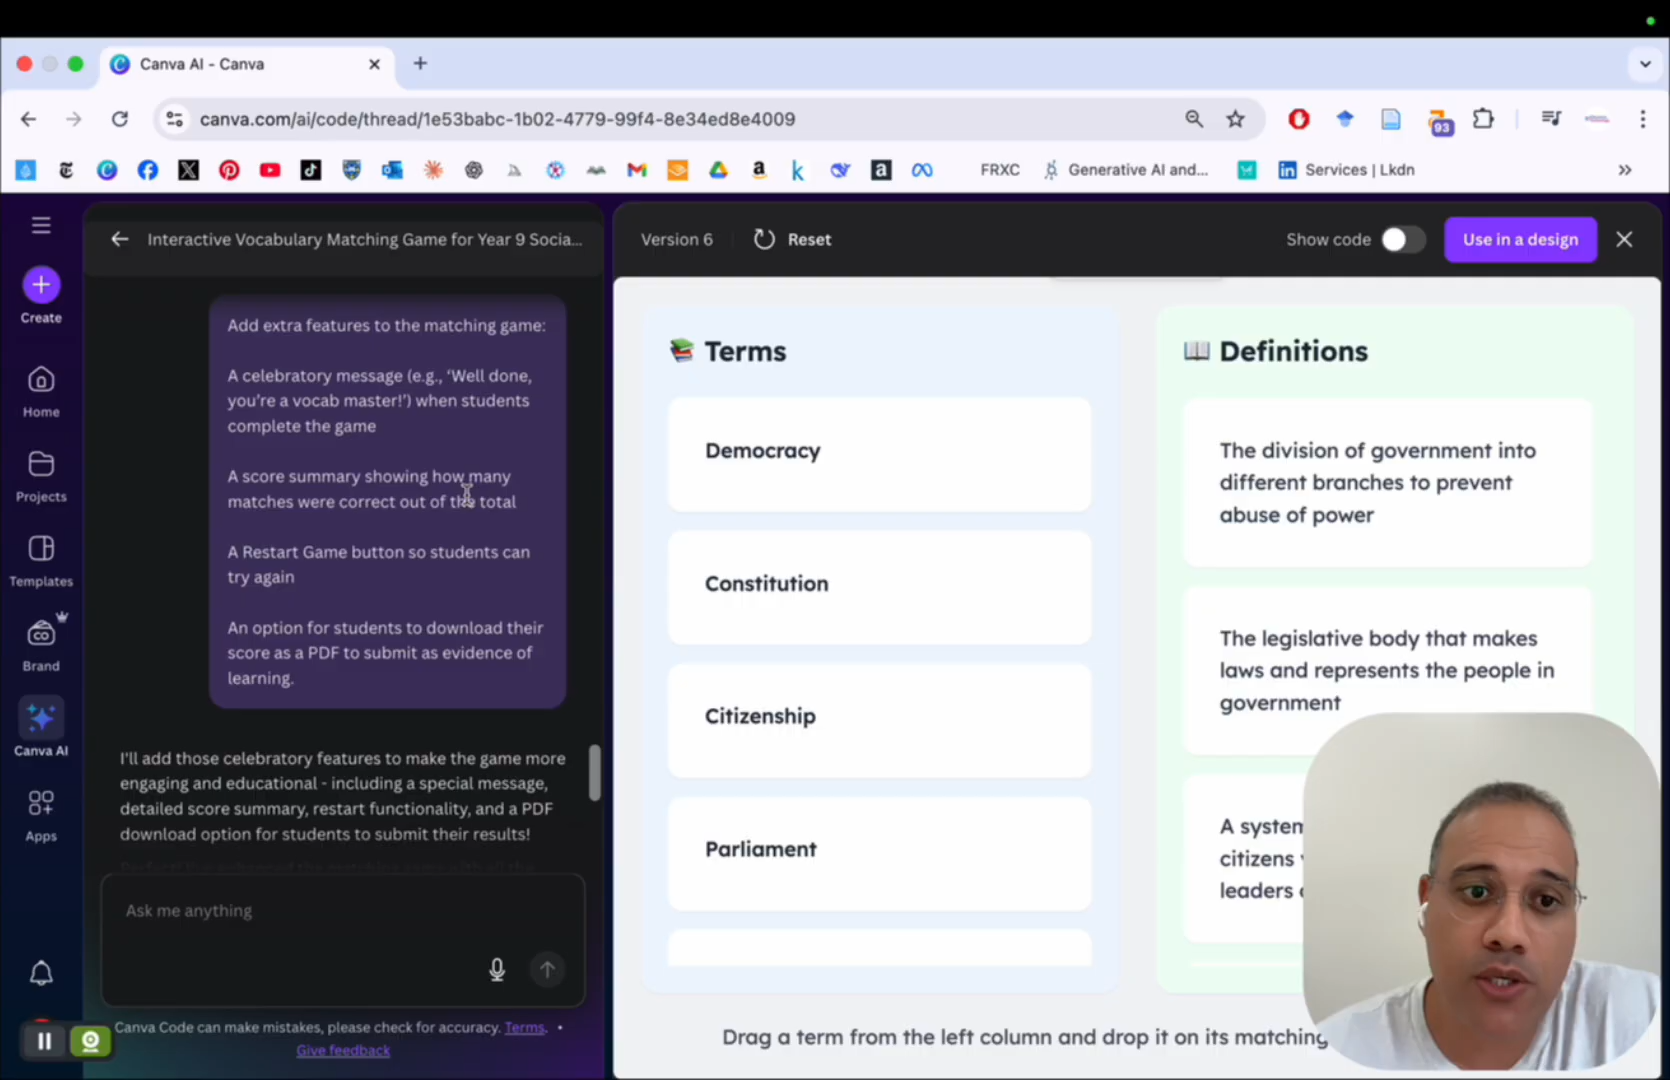 Canva AI - Canva
canva.com/ai/code/thread/1e53babc-1b02-4779-99f4-8e34ed8e4009
93
FRXC
Generative AI and...
Services | Lkdn
Create
Home
Projects
Templates
Brand
Canva AI
Apps
Interactive Vocabulary Matching Game for Year 9 Socia...
Add extra features to the matching game:
A celebratory message (e.g., ‘Well done,
you’re a vocab master!’) when students
complete the game
A score summary showing how many
matches were correct out of the total
A Restart Game button so students can
try again
An option for students to download their
score as a PDF to submit as evidence of
learning.
I'll add those celebratory features to make the game more
engaging and educational - including a special message,
detailed score summary, restart functionality, and a PDF
download option for students to submit their results!
Perfect! I've enhanced the matching game with all the
Ask me anything
Canva Code can make mistakes, please check for accuracy. Terms. •
Give feedback
Version 6
Reset
Show code
Use in a design
Terms
Democracy
Constitution
Citizenship
Parliament
Definitions
The division of government into
different branches to prevent
abuse of power
The legislative body that makes
laws and represents the people in
government
A system
citizens
leaders
Drag a term from the left column and drop it on its matching